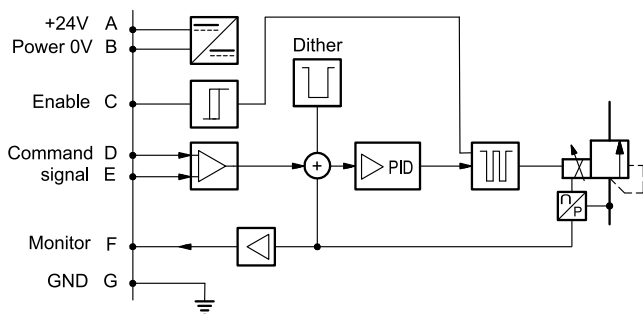 +24V A
Power 0V B
Dither
Enable C
Command D
signal E
PID
Monitor F
P
GND G